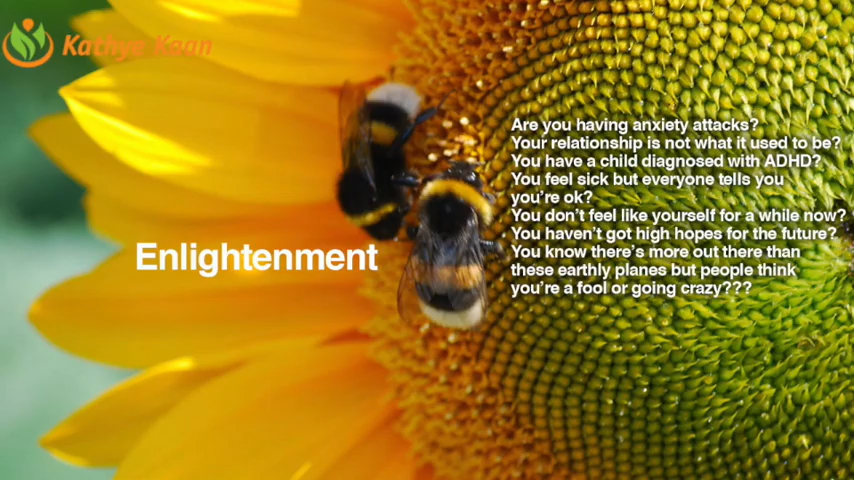 Kathye Kaan
Enlightenment
Are you having anxiety attacks?
Your relationship is not what it used to be?
You have a child diagnosed with ADHD?
You feel sick but everyone tells you
you're ok?
You don't feel like yourself for a while now?
You haven't got high hopes for the future?
You know there's more out there than
these earthly planes but people think
you're a fool or going crazy???